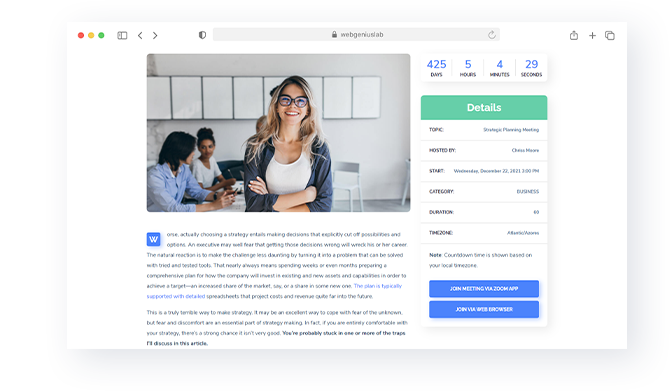 webgeniuslab
425 5 4 29
DAYS HOURS MINUTES SECONDS
Details
TOPIC: Strategic Planning Meeting
HOSTED BY: Chriss Moore
START: Wednesday, December 22, 2021 2:00 PM
CATEGORY: BUSINESS
DURATION: 60
TIMEZONE: Atlantic/Azores
Note: Countdown time is shown based on
your local timezone.
JOIN MEETING VIA ZOOM APP
JOIN VIA WEB BROWSER
W orse, actually choosing a strategy entails making decisions that explicitly cut off possibilities and
options. An executive may well fear that getting those decisions wrong will wreck his or her career.
The natural reaction is to make the challenge less daunting by turning it into a problem that can be solved
with tried and tested tools. That nearly always means spending weeks or even months preparing a
comprehensive plan for how the company will invest in existing and new assets and capabilities in order to
achieve a target—an increased share of the market, say, or a share in some new one. The plan is typically
supported with detailed spreadsheets that project costs and revenue quite far into the future.
This is a truly terrible way to make strategy. It may be an excellent way to cope with fear of the unknown,
but fear and discomfort are an essential part of strategy making. In fact, if you are entirely comfortable with
your strategy, there's a strong chance it isn't very good. You're probably stuck in one or more of the traps
I'll discuss in this article.